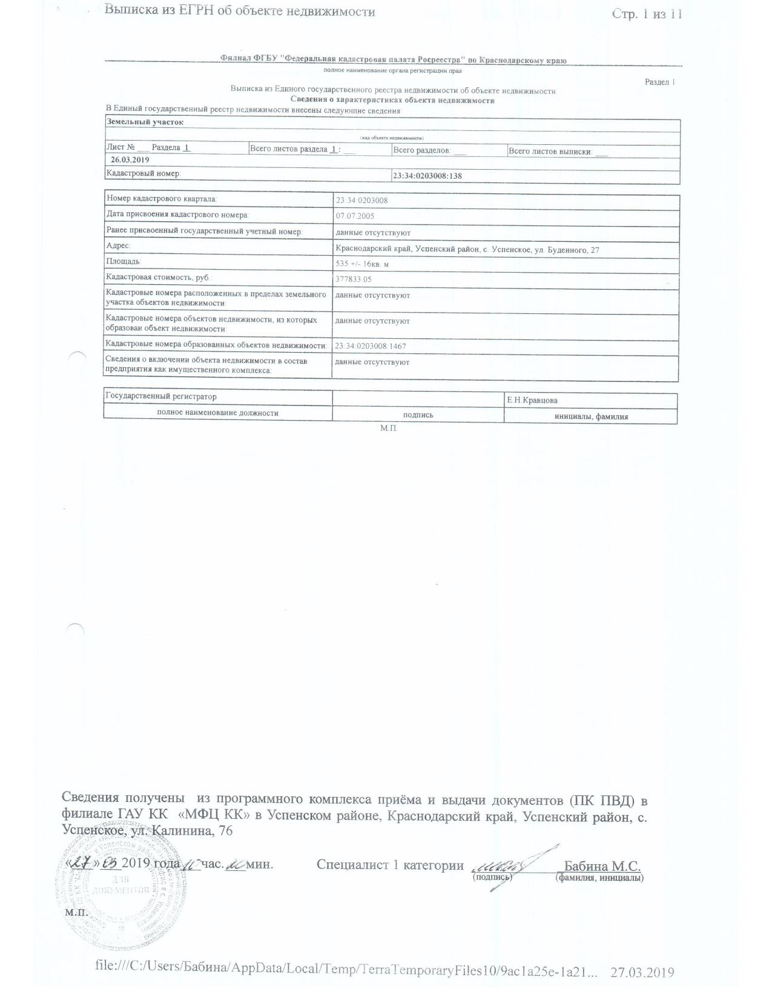 Выписка из ЕГРН об объекте недвижимости Стр. 1 из 11
Филиал ФГБУ "Федеральная кадастровая палата Росреестра" по Краснодарскому краю
полное наименование органа регистрации прав
Раздел 1
Выписка из Единого государственного реестра недвижимости об объекте недвижимости
Сведения о характеристиках объекта недвижимости
В Единый государственный реестр недвижимости внесены следующие сведения:
Земельный участок
(вид объекта недвижимости)
Лист № ___ Раздела 1 Всего листов раздела 1 : ___ Всего разделов: ___ Всего листов выписки: ___
26.03.2019
Кадастровый номер: 23:34:0203008:138
Номер кадастрового квартала: 23:34:0203008
Дата присвоения кадастрового номера: 07.07.2005
Ранее присвоенный государственный учетный номер: данные отсутствуют
Адрес: Краснодарский край, Успенский район, с. Успенское, ул. Буденного, 27
Площадь: 535 +/- 16кв. м
Кадастровая стоимость, руб.: 377833.05
Кадастровые номера расположенных в пределах земельного участка объектов недвижимости: данные отсутствуют
Кадастровые номера объектов недвижимости, из которых образован объект недвижимости: данные отсутствуют
Кадастровые номера образованных объектов недвижимости: 23:34:0203008:1467
Сведения о включении объекта недвижимости в состав предприятия как имущественного комплекса: данные отсутствуют
Государственный регистратор Е.Н.Кравцова
полное наименование должности подпись инициалы, фамилия
М.П.
Сведения получены из программного комплекса приёма и выдачи документов (ПК ПВД) в
филиале ГАУ КК «МФЦ КК» в Успенском районе, Краснодарский край, Успенский район, с.
Успенское, ул. Калинина, 76
«27» 03 2019 года час. мин. Специалист 1 категории Бабина М.С.
(подпись) (фамилия, инициалы)
ДЛЯ
ДОКУМЕНТОВ
м.п.
file:///C:/Users/Бабина/AppData/Local/Temp/TerraTemporaryFiles10/9ac1a25e-1a21... 27.03.2019